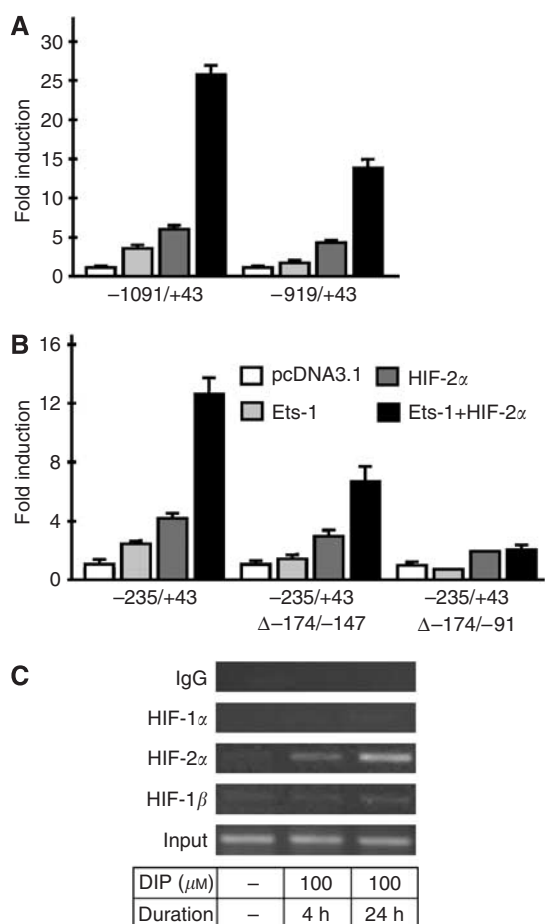 A
Fold induction
30
25
20
15
10
5
0
−1091/+43 −919/+43
B
Fold induction
16
12
8
4
0
pcDNA3.1 HIF-2α
Ets-1 Ets-1+HIF-2α
−235/+43 −235/+43 −235/+43
Δ−174/−147 Δ−174/−91
C
IgG
HIF-1α
HIF-2α
HIF-1β
Input
DIP (μM) – 100 100
Duration – 4 h 24 h